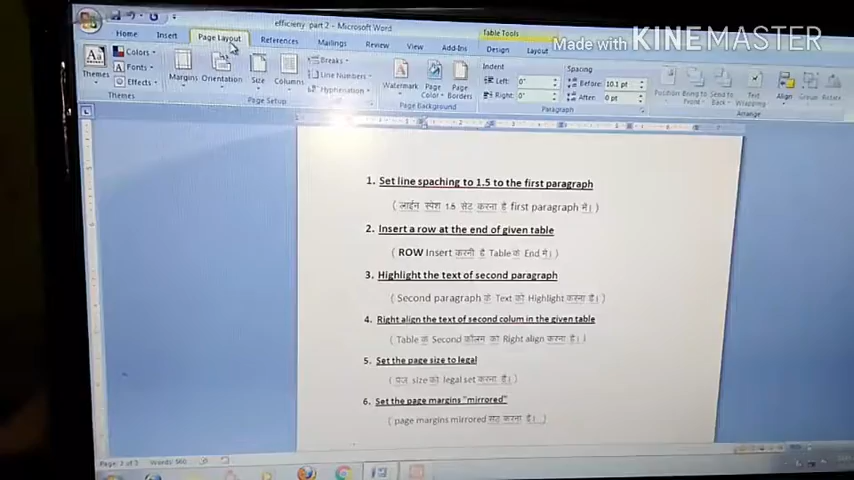 efficieny part 2 - Microsoft Word
Table Tools
Made with KINEMASTER
Home Insert Page Layout References Mailings Review View Add-Ins Design Layout
Themes
Colors
Fonts
Effects
Margins Orientation Size Columns
Breaks
Line Numbers
Hyphenation
Watermark Page Color Page Borders
Indent
Left: 0"
Right: 0"
Spacing
Before: 10.1 pt
After: 0 pt
Position Bring to Front Send to Back Text Wrapping Align Group Rotate
Themes Page Setup Page Background Paragraph Arrange
1. Set line spaching to 1.5 to the first paragraph
( लाईन स्पेश 1.5 सेट करना है first paragraph में। )
2. Insert a row at the end of given table
( ROW Insert करनी है Table के End में। )
3. Highlight the text of second paragraph
( Second paragraph के Text को Highlight करना है। )
4. Right align the text of second colum in the given table
( Table के Second कॉलम को Right align करना है। )
5. Set the page size to legal
( पेज size को legal set करना है। )
6. Set the page margins "mirrored"
( page margins mirrored सेट करना है। )
Page: 2 of 3 Words: 560